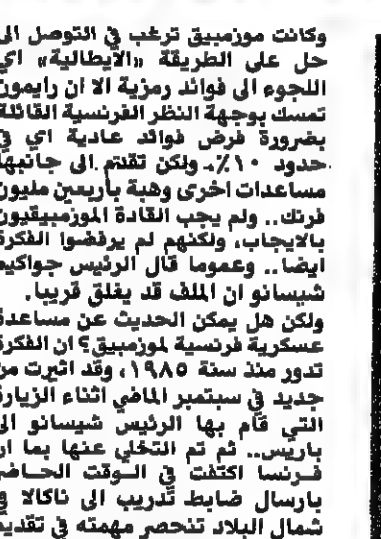 وكانت موزمبيق ترغب في التوصل الى
حل على الطريقة «الايطالية» اي
اللجوء الى فوائد رمزية الا ان رايمون
تمسك بوجهة النظر الفرنسية القائلة
بضرورة فرض فوائد عادية اي في
حدود ١٠٪. ولكن تقدم الى جانبها
مساعدات اخرى وهبة بأربعين مليون
فرنك.. ولم يجب القادة الموزمبيقيون
بالايجاب، ولكنهم لم يرفضوا الفكرة
ايضا.. وعموما قال الرئيس جواكيم
شيسانو ان الملف قد يغلق قريبا.
ولكن هل يمكن الحديث عن مساعدة
عسكرية فرنسية لموزمبيق؟ ان الفكرة
تدور منذ سنة ١٩٨٥، وقد اثيرت من
جديد في سبتمبر الماضي اثناء الزيارة
التي قام بها الرئيس شيسانو الى
باريس.. ثم تم التخلي عنها بما ان
فرنسا اكتفت في الوقت الحاضر
بارسال ضابط تدريب الى ناكالا في
شمال البلاد تنحصر مهمته في تقديم